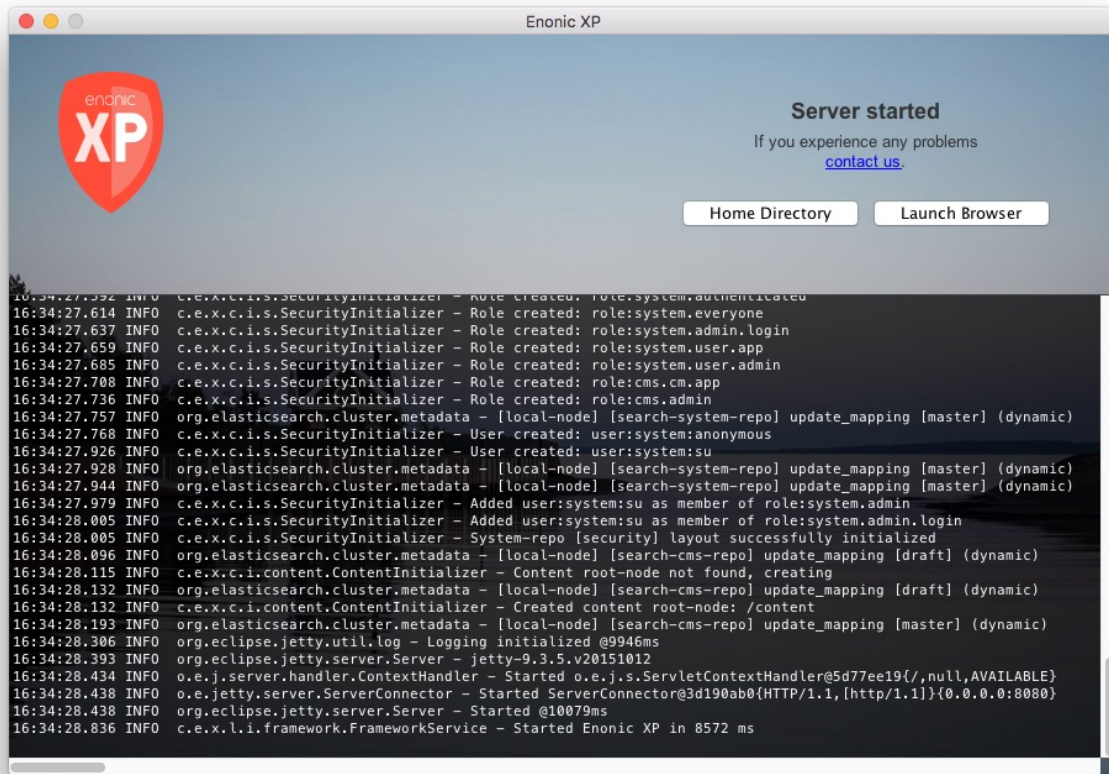 Enonic XP
enonic
XP
Server started
If you experience any problems
contact us.
Home Directory
Launch Browser
16:34:27.592 INFO  c.e.x.c.i.s.SecurityInitializer – Role created: role:system.authenticated
16:34:27.614 INFO  c.e.x.c.i.s.SecurityInitializer – Role created: role:system.everyone
16:34:27.637 INFO  c.e.x.c.i.s.SecurityInitializer – Role created: role:system.admin.login
16:34:27.659 INFO  c.e.x.c.i.s.SecurityInitializer – Role created: role:system.user.app
16:34:27.685 INFO  c.e.x.c.i.s.SecurityInitializer – Role created: role:system.user.admin
16:34:27.708 INFO  c.e.x.c.i.s.SecurityInitializer – Role created: role:cms.cm.app
16:34:27.736 INFO  c.e.x.c.i.s.SecurityInitializer – Role created: role:cms.admin
16:34:27.757 INFO  org.elasticsearch.cluster.metadata – [local-node] [search-system-repo] update_mapping [master] (dynamic)
16:34:27.768 INFO  c.e.x.c.i.s.SecurityInitializer – User created: user:system:anonymous
16:34:27.926 INFO  c.e.x.c.i.s.SecurityInitializer – User created: user:system:su
16:34:27.928 INFO  org.elasticsearch.cluster.metadata – [local-node] [search-system-repo] update_mapping [master] (dynamic)
16:34:27.944 INFO  org.elasticsearch.cluster.metadata – [local-node] [search-system-repo] update_mapping [master] (dynamic)
16:34:27.979 INFO  c.e.x.c.i.s.SecurityInitializer – Added user:system:su as member of role:system.admin
16:34:28.005 INFO  c.e.x.c.i.s.SecurityInitializer – Added user:system:su as member of role:system.admin.login
16:34:28.005 INFO  c.e.x.c.i.s.SecurityInitializer – System-repo [security] layout successfully initialized
16:34:28.096 INFO  org.elasticsearch.cluster.metadata – [local-node] [search-cms-repo] update_mapping [draft] (dynamic)
16:34:28.115 INFO  c.e.x.c.i.content.ContentInitializer – Content root-node not found, creating
16:34:28.132 INFO  org.elasticsearch.cluster.metadata – [local-node] [search-cms-repo] update_mapping [draft] (dynamic)
16:34:28.132 INFO  c.e.x.c.i.content.ContentInitializer – Created content root-node: /content
16:34:28.193 INFO  org.elasticsearch.cluster.metadata – [local-node] [search-cms-repo] update_mapping [master] (dynamic)
16:34:28.306 INFO  org.eclipse.jetty.util.log – Logging initialized @9946ms
16:34:28.393 INFO  org.eclipse.jetty.server.Server – jetty-9.3.5.v20151012
16:34:28.434 INFO  o.e.j.server.handler.ContextHandler – Started o.e.j.s.ServletContextHandler@5d77ee19{/,null,AVAILABLE}
16:34:28.438 INFO  o.e.jetty.server.ServerConnector – Started ServerConnector@3d190ab0{HTTP/1.1,[http/1.1]}{0.0.0.0:8080}
16:34:28.438 INFO  org.eclipse.jetty.server.Server – Started @10079ms
16:34:28.836 INFO  c.e.x.l.i.framework.FrameworkService – Started Enonic XP in 8572 ms